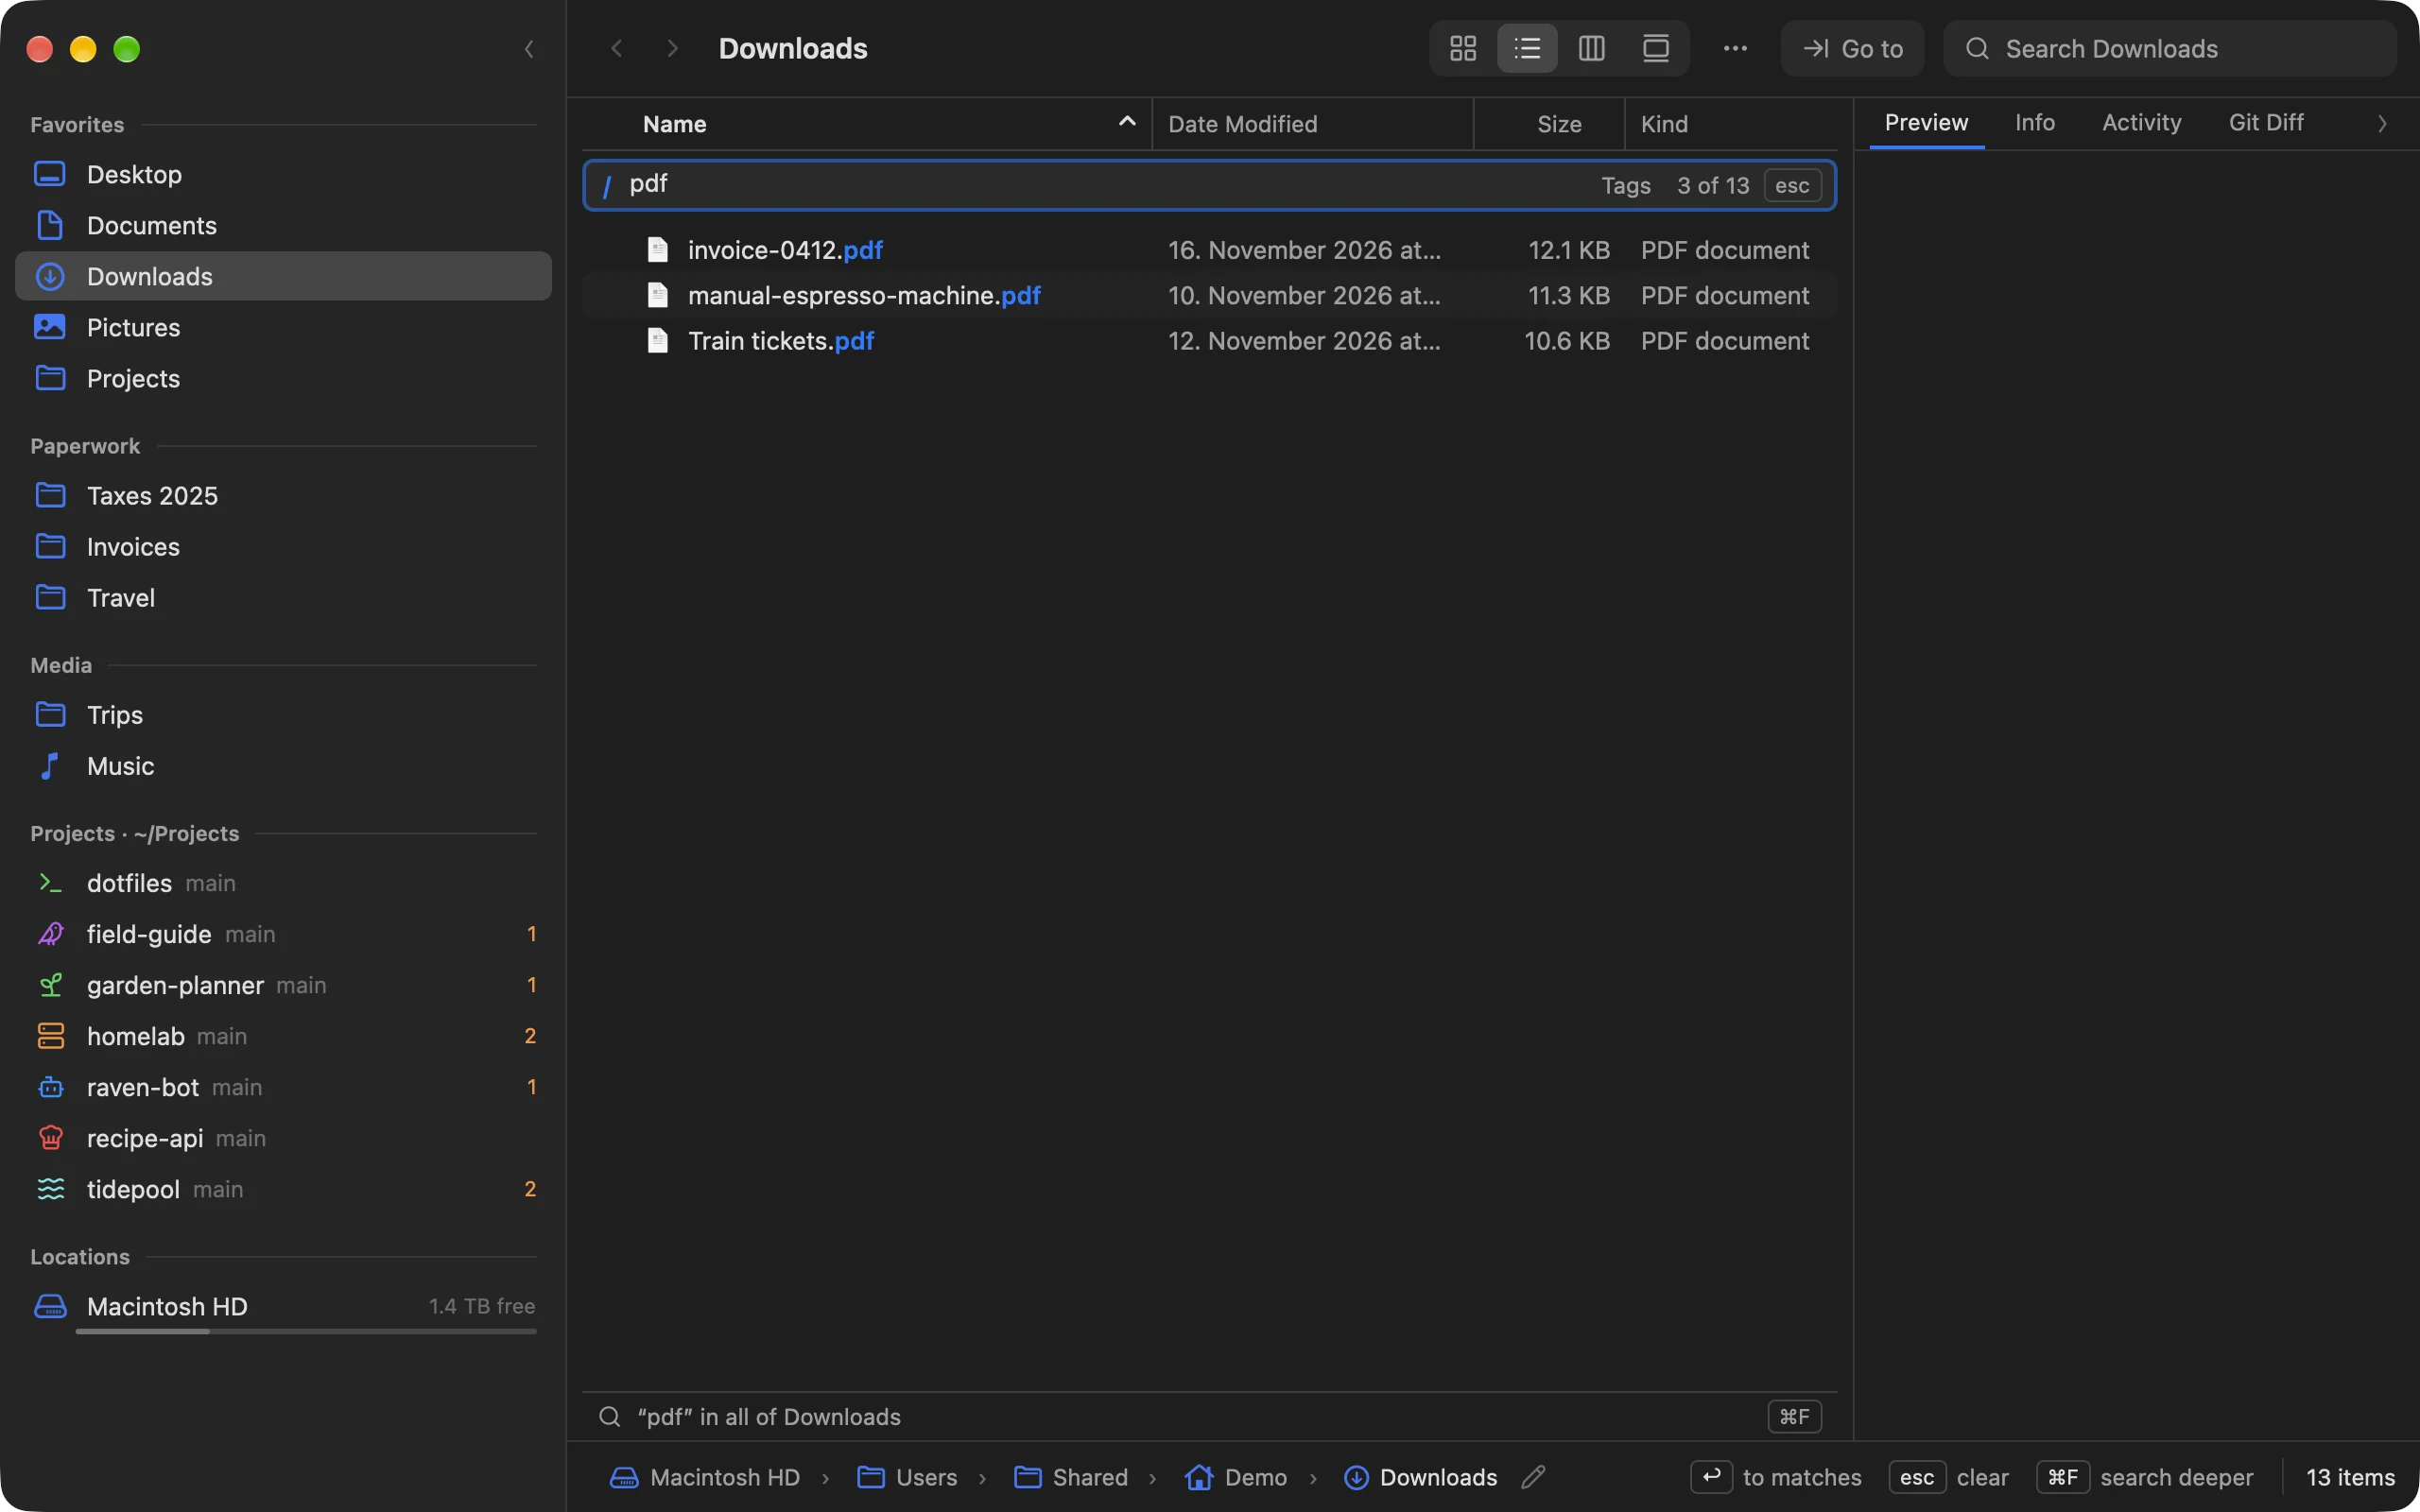 Downloads
Go to
Search Downloads
Favorites
Desktop
Documents
Downloads
Pictures
Projects
Paperwork
Taxes 2025
Invoices
Travel
Media
Trips
Music
Projects · ~/Projects
dotfiles main
field-guide main 1
garden-planner main 1
homelab main 2
raven-bot main 1
recipe-api main
tidepool main 2
Locations
Macintosh HD 1.4 TB free
Name Date Modified Size Kind
/ pdf Tags 3 of 13 esc
invoice-0412.pdf 16. November 2026 at... 12.1 KB PDF document
manual-espresso-machine.pdf 10. November 2026 at... 11.3 KB PDF document
Train tickets.pdf 12. November 2026 at... 10.6 KB PDF document
Preview Info Activity Git Diff
“pdf” in all of Downloads ⌘F
Macintosh HD › Users › Shared › Demo › Downloads
↩ to matches esc clear ⌘F search deeper 13 items